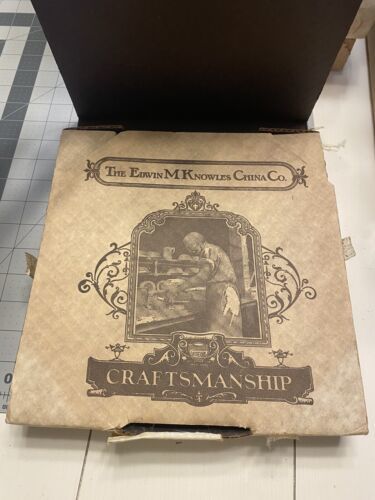 THE EDWIN M KNOWLES CHINA CO.
CRAFTSMANSHIP